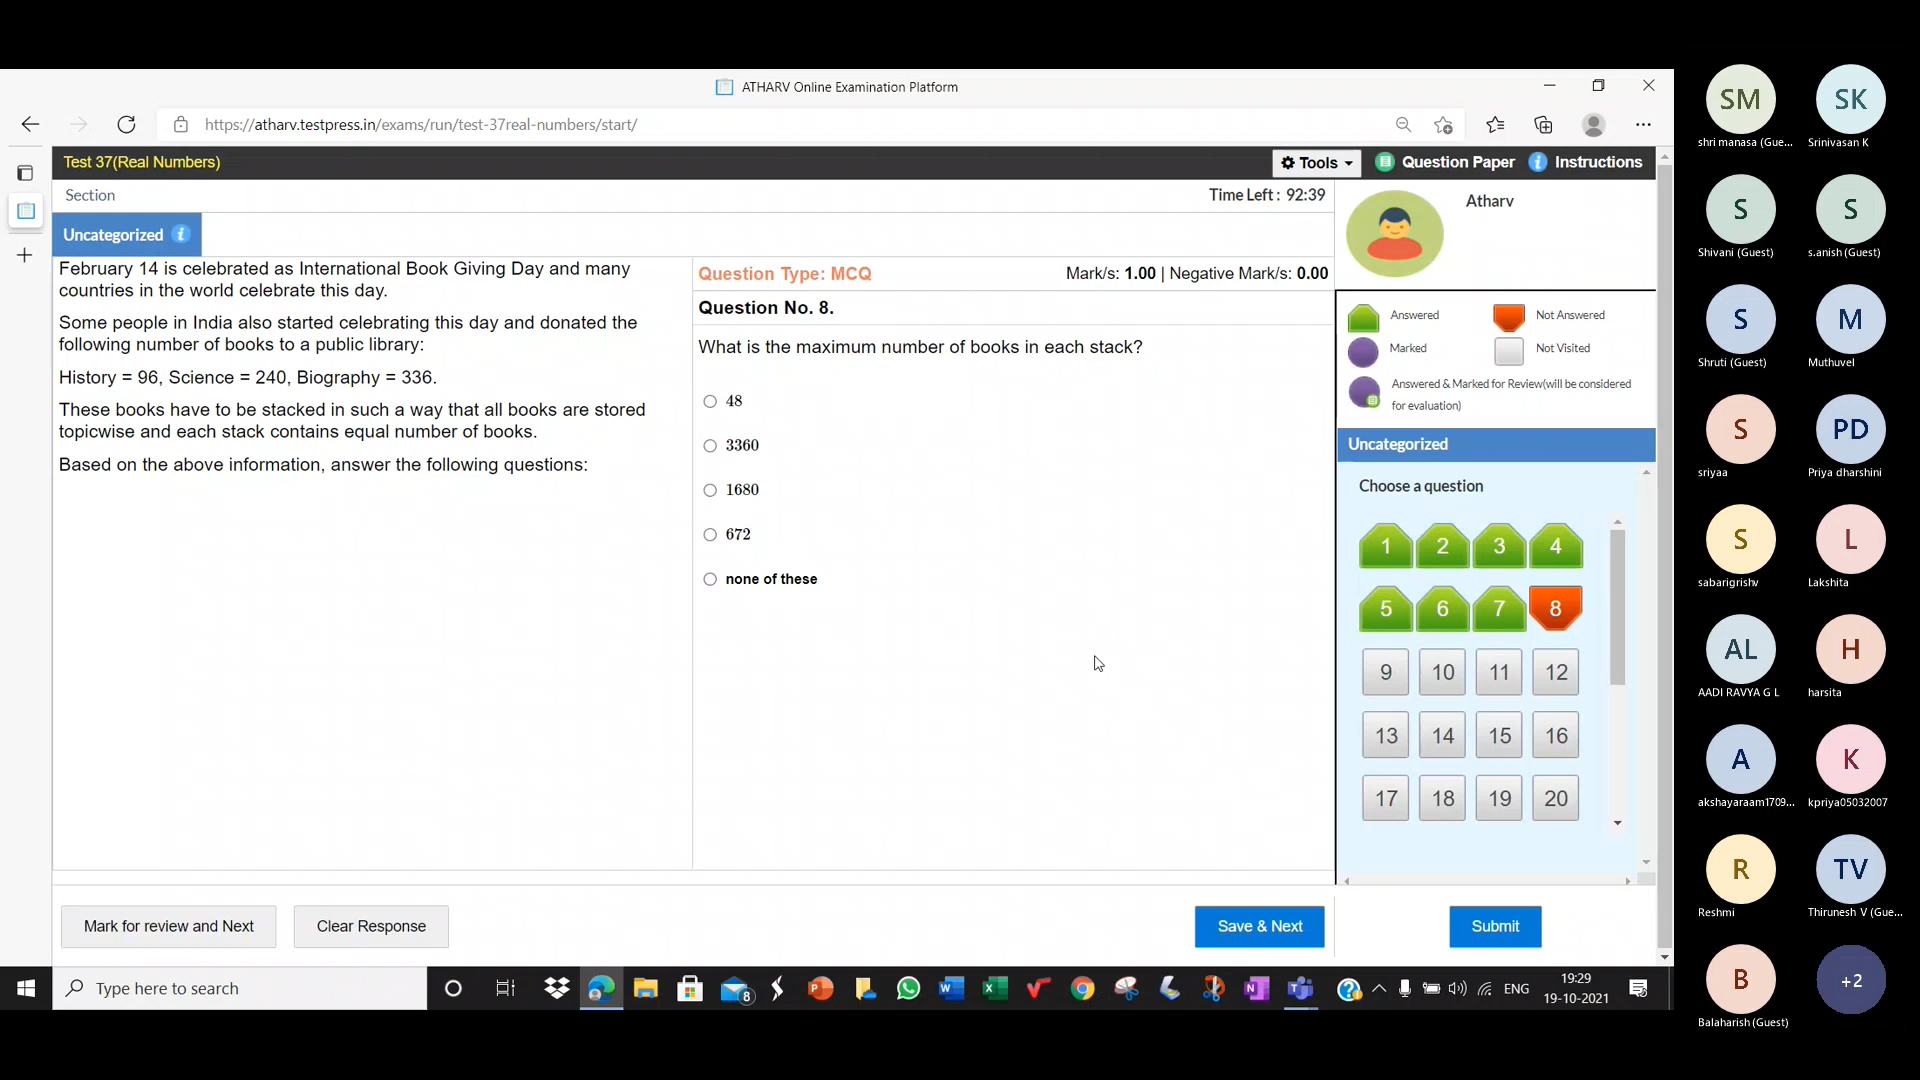 ATHARV Online Examination Platform
https://atharv.testpress.in/exams/run/test-37real-numbers/start/
Test 37(Real Numbers)
Tools
Question Paper
Instructions
Section
Time Left : 92:39
Atharv
Uncategorized
February 14 is celebrated as International Book Giving Day and many
countries in the world celebrate this day.
Some people in India also started celebrating this day and donated the
following number of books to a public library:
History = 96, Science = 240, Biography = 336.
These books have to be stacked in such a way that all books are stored
topicwise and each stack contains equal number of books.
Based on the above information, answer the following questions:
Question Type: MCQ
Mark/s: 1.00 | Negative Mark/s: 0.00
Question No. 8.
What is the maximum number of books in each stack?
48
3360
1680
672
none of these
Answered
Not Answered
Marked
Not Visited
Answered & Marked for Review(will be considered
for evaluation)
Uncategorized
Choose a question
1 2 3 4
5 6 7 8
9 10 11 12
13 14 15 16
17 18 19 20
Mark for review and Next
Clear Response
Save & Next
Submit
Type here to search
8
ENG
19:29
19-10-2021
SM
shri manasa (Gue...
SK
Srinivasan K
S
Shivani (Guest)
S
s.anish (Guest)
S
Shruti (Guest)
M
Muthuvel
S
sriyaa
PD
Priya dharshini
S
sabarigrishv
L
Lakshita
AL
AADI RAVYA G L
H
harsita
A
akshayaraam1709...
K
kpriya05032007
R
Reshmi
TV
Thirunesh V (Gue...
B
Balaharish (Guest)
+2